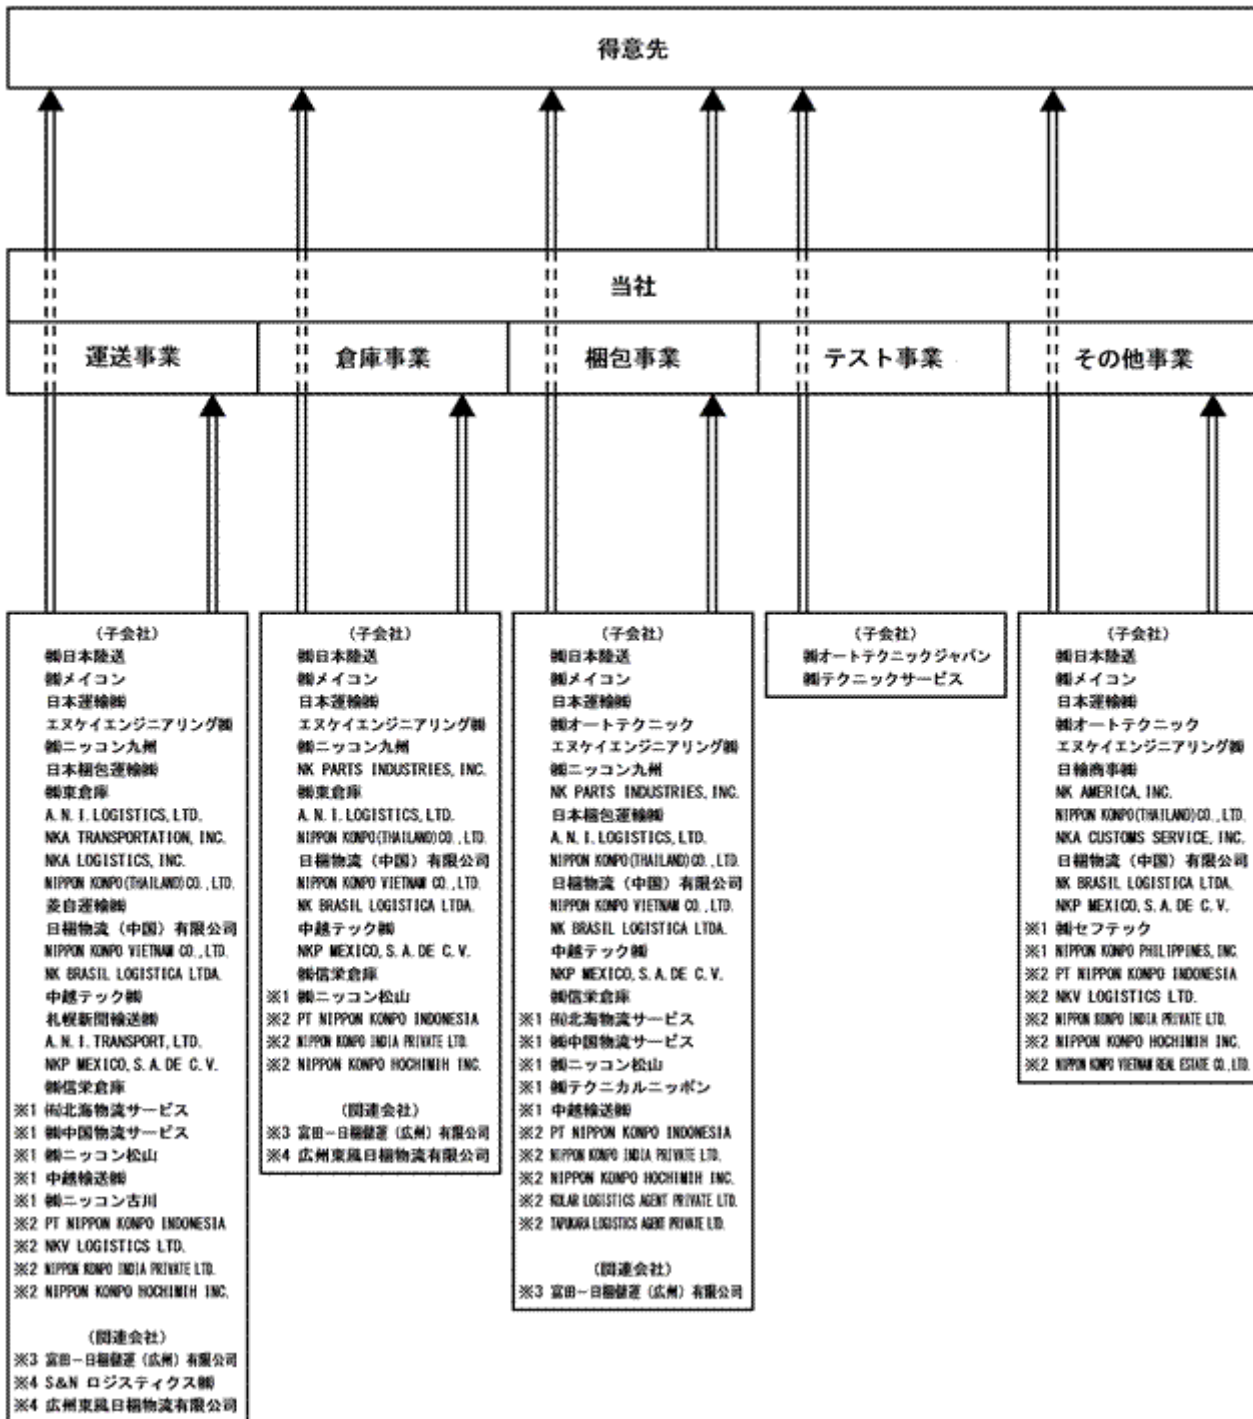 得意先
当社
運送事業
倉庫事業
梱包事業
テスト事業
その他事業
(子会社)
㈱日本陸送
㈱メイコン
日本運輸㈱
エヌケイエンジニアリング㈱
㈱ニッコン九州
日本梱包運輸㈱
㈱東倉庫
A.N.I.LOGISTICS,LTD.
NKA TRANSPORTATION,INC.
NKA LOGISTICS,INC.
NIPPON KONPO(THAILAND)CO.,LTD.
菱自運輸㈱
日梱物流(中国)有限公司
NIPPON KONPO VIETNAM CO.,LTD.
NK BRASIL LOGISTICA LTDA.
中越テック㈱
札幌新聞輸送㈱
A.N.I.TRANSPORT,LTD.
NKP MEXICO,S.A.DE C.V.
㈱信栄倉庫
※1 ㈲北海物流サービス
※1 ㈱中国物流サービス
※1 ㈱ニッコン松山
※1 中越輸送㈱
※1 ㈱ニッコン古川
※2 PT NIPPON KONPO INDONESIA
※2 NKV LOGISTICS LTD.
※2 NIPPON KONPO INDIA PRIVATE LTD.
※2 NIPPON KONPO HOCHIMIH INC.
(関連会社)
※3 富田-日梱儲運(広州)有限公司
※4 S&N ロジスティクス㈱
※4 広州東風日梱物流有限公司
(子会社)
㈱日本陸送
㈱メイコン
日本運輸㈱
エヌケイエンジニアリング㈱
㈱ニッコン九州
NK PARTS INDUSTRIES,INC.
㈱東倉庫
A.N.I.LOGISTICS,LTD.
NIPPON KONPO(THAILAND)CO.,LTD.
日梱物流(中国)有限公司
NIPPON KONPO VIETNAM CO.,LTD.
NK BRASIL LOGISTICA LTDA.
中越テック㈱
NKP MEXICO,S.A.DE C.V.
㈱信栄倉庫
※1 ㈱ニッコン松山
※2 PT NIPPON KONPO INDONESIA
※2 NIPPON KONPO INDIA PRIVATE LTD.
※2 NIPPON KONPO HOCHIMIH INC.
(関連会社)
※3 富田-日梱儲運(広州)有限公司
※4 広州東風日梱物流有限公司
(子会社)
㈱日本陸送
㈱メイコン
日本運輸㈱
㈱オートテクニック
エヌケイエンジニアリング㈱
㈱ニッコン九州
NK PARTS INDUSTRIES,INC.
日本梱包運輸㈱
A.N.I.LOGISTICS,LTD.
NIPPON KONPO(THAILAND)CO.,LTD.
日梱物流(中国)有限公司
NIPPON KONPO VIETNAM CO.,LTD.
NK BRASIL LOGISTICA LTDA.
中越テック㈱
NKP MEXICO,S.A.DE C.V.
㈱信栄倉庫
※1 ㈲北海物流サービス
※1 ㈱中国物流サービス
※1 ㈱ニッコン松山
※1 ㈱テクニカルニッポン
※1 中越輸送㈱
※2 PT NIPPON KONPO INDONESIA
※2 NIPPON KONPO INDIA PRIVATE LTD.
※2 NIPPON KONPO HOCHIMIH INC.
※2 KOLAR LOGISTICS AGENT PRIVATE LTD.
※2 TAPUKARA LOGISTICS AGENT PRIVATE LTD.
(関連会社)
※3 富田-日梱儲運(広州)有限公司
(子会社)
㈱オートテクニックジャパン
㈱テクニックサービス
(子会社)
㈱日本陸送
㈱メイコン
日本運輸㈱
㈱オートテクニック
エヌケイエンジニアリング㈱
日輪商事㈱
NK AMERICA,INC.
NIPPON KONPO(THAILAND)CO.,LTD.
NKA CUSTOMS SERVICE,INC.
日梱物流(中国)有限公司
NK BRASIL LOGISTICA LTDA.
NKP MEXICO,S.A.DE C.V.
※1 ㈱セフテック
※1 NIPPON KONPO PHILIPPINES,INC.
※2 PT NIPPON KONPO INDONESIA
※2 NKV LOGISTICS LTD.
※2 NIPPON KONPO INDIA PRIVATE LTD.
※2 NIPPON KONPO HOCHIMIH INC.
※2 NIPPON KONPO VIETNAM REAL ESTATE CO.,LTD.